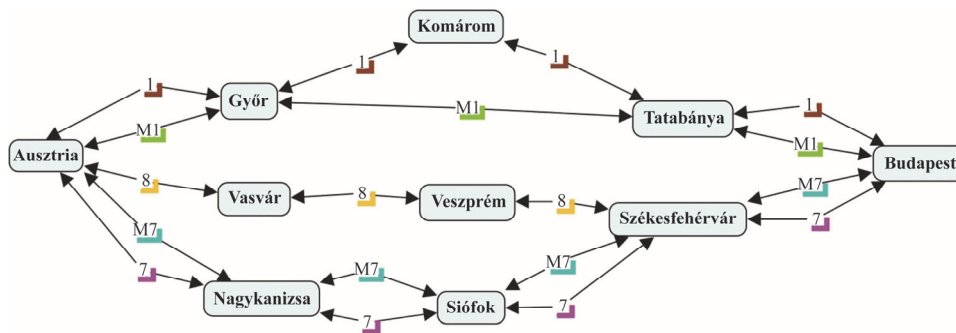 Komárom
1
1
1
Győr
M1
1
M1
Tatabánya
M1
Ausztria
Budapest
8
Vasvár
8
Veszprém
8
M7
Székesfehérvár
7
M7
7
M7
M7
Nagykanizsa
7
Siófok
7